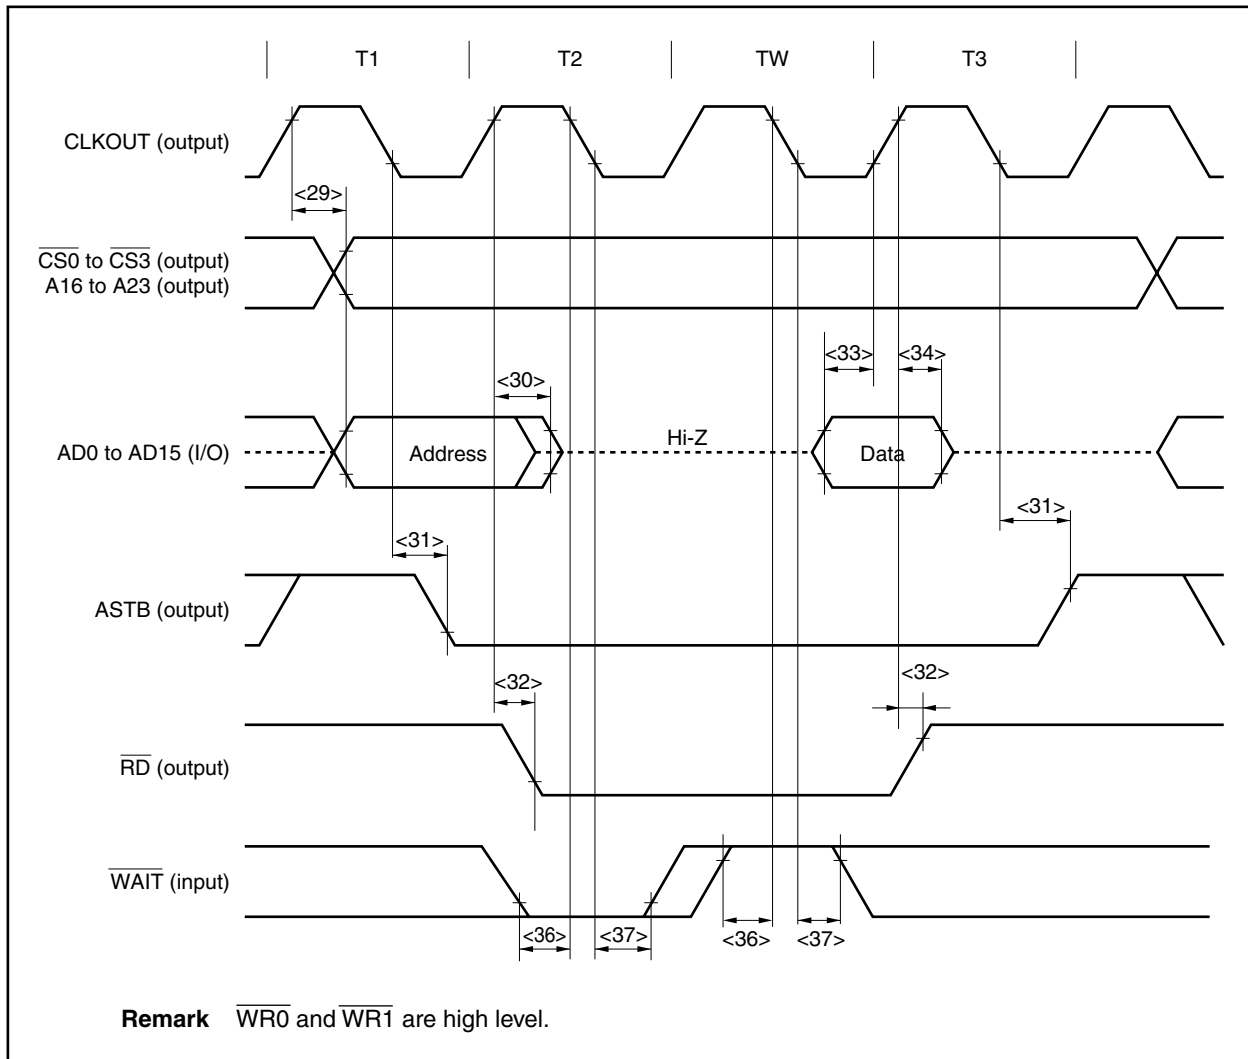 T1 T2 TW T3
CLKOUT (output)
<29>
CS0 to CS3 (output)
A16 to A23 (output)
<33> <34>
<30>
AD0 to AD15 (I/O) Address Hi-Z Data
<31>
<31>
ASTB (output)
<32>
<32>
RD (output)
WAIT (input)
<36> <37> <36> <37>
Remark WR0 and WR1 are high level.